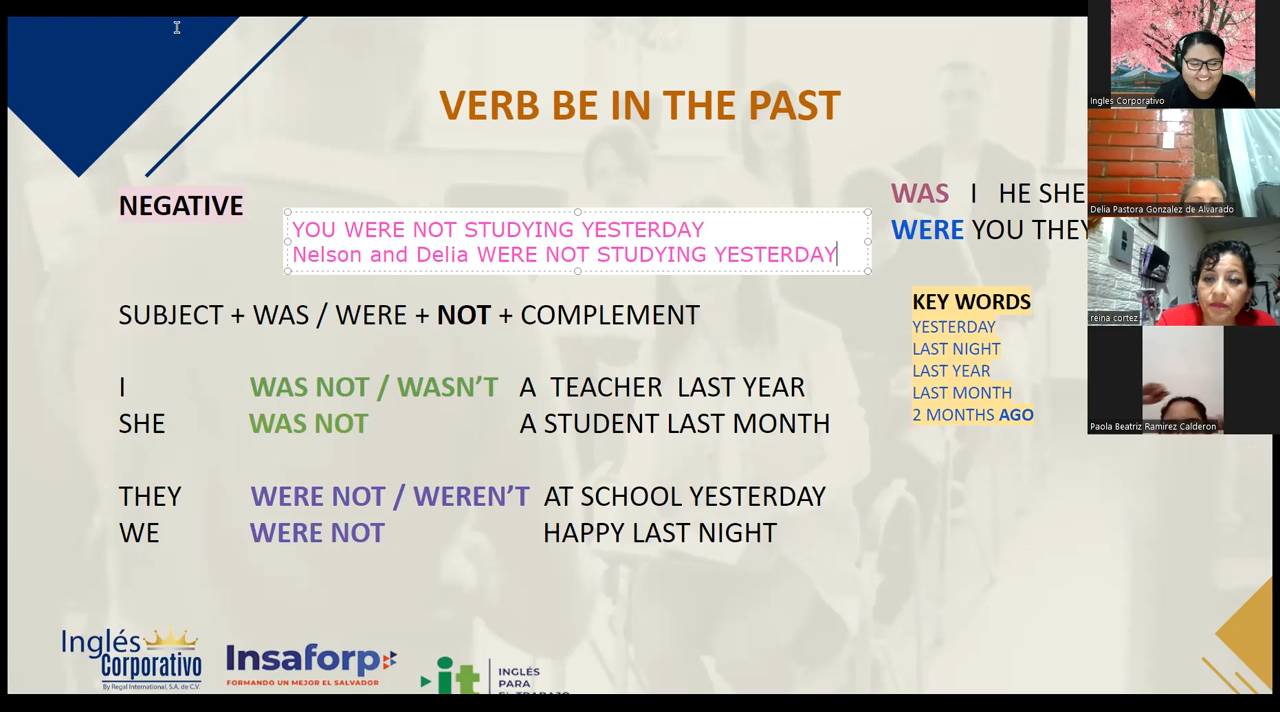 VERB BE IN THE PAST
NEGATIVE
YOU WERE NOT STUDYING YESTERDAY
Nelson and Delia WERE NOT STUDYING YESTERDAY
WAS I HE SHE
WERE YOU THEY
SUBJECT + WAS / WERE + NOT + COMPLEMENT
I WAS NOT / WASN'T A TEACHER LAST YEAR
SHE WAS NOT A STUDENT LAST MONTH
THEY WERE NOT / WEREN'T AT SCHOOL YESTERDAY
WE WERE NOT HAPPY LAST NIGHT
KEY WORDS
YESTERDAY
LAST NIGHT
LAST YEAR
LAST MONTH
2 MONTHS AGO
Ingles Corporativo
Delia Pastora Gonzalez de Alvarado
reina cortez
Paola Beatriz Ramirez Calderon
Inglés
Corporativo
By Regal International, S.A. de C.V.
Insaforp
FORMANDO UN MEJOR EL SALVADOR
it
INGLÉS
PARA
EL TRABAJO